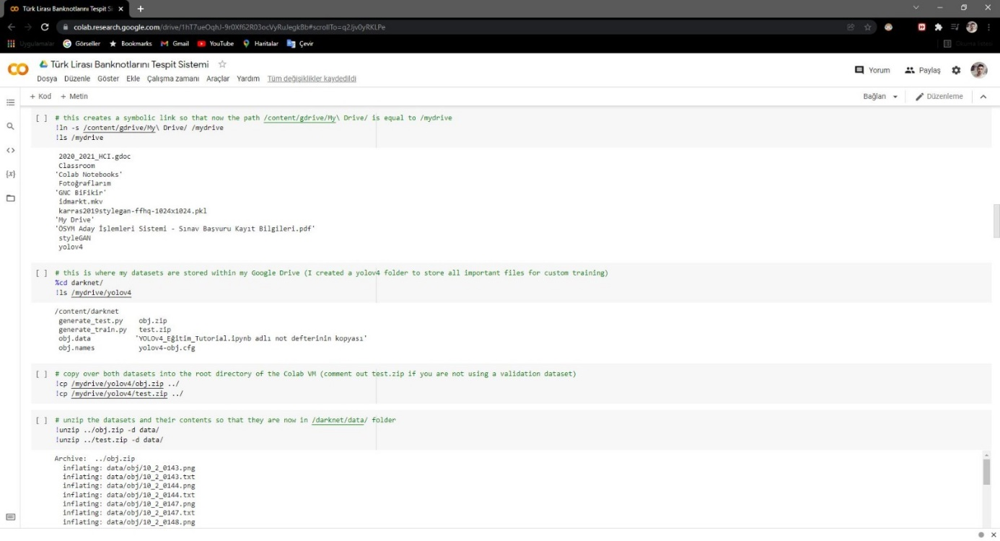 Türk Lirası Banknotlarını Tespit Si
colab.research.google.com/drive/1hT7ueOqhJ-9r0Xf62R03ocVyRuJegkBb#scrollTo=q2Jjv0yRKLPe
Uygulamalar Görseller Bookmarks Gmail YouTube Haritalar Çevir Okuma listesi
Türk Lirası Banknotlarını Tespit Sistemi
Dosya Düzenle Göster Ekle Çalışma zamanı Araçlar Yardım Tüm değişiklikler kaydedildi
Yorum Paylaş
+ Kod + Metin Bağlan Düzenleme
[ ] # this creates a symbolic link so that now the path /content/gdrive/My\ Drive/ is equal to /mydrive
!ln -s /content/gdrive/My\ Drive/ /mydrive
!ls /mydrive
2020_2021_HCI.gdoc
Classroom
'Colab Notebooks'
Fotoğraflarım
'GNC BiFikir'
idmarkt.mkv
karras2019stylegan-ffhq-1024x1024.pkl
'My Drive'
'ÖSYM Aday İşlemleri Sistemi - Sınav Başvuru Kayıt Bilgileri.pdf'
styleGAN
yolov4
[ ] # this is where my datasets are stored within my Google Drive (I created a yolov4 folder to store all important files for custom training)
%cd darknet/
!ls /mydrive/yolov4
/content/darknet
generate_test.py obj.zip
generate_train.py test.zip
obj.data 'YOLOv4_Eğitim_Tutorial.ipynb adlı not defterinin kopyası'
obj.names yolov4-obj.cfg
[ ] # copy over both datasets into the root directory of the Colab VM (comment out test.zip if you are not using a validation dataset)
!cp /mydrive/yolov4/obj.zip ../
!cp /mydrive/yolov4/test.zip ../
[ ] # unzip the datasets and their contents so that they are now in /darknet/data/ folder
!unzip ../obj.zip -d data/
!unzip ../test.zip -d data/
Archive: ../obj.zip
inflating: data/obj/10_2_0143.png
inflating: data/obj/10_2_0143.txt
inflating: data/obj/10_2_0144.png
inflating: data/obj/10_2_0144.txt
inflating: data/obj/10_2_0147.png
inflating: data/obj/10_2_0147.txt
inflating: data/obj/10_2_0148.png